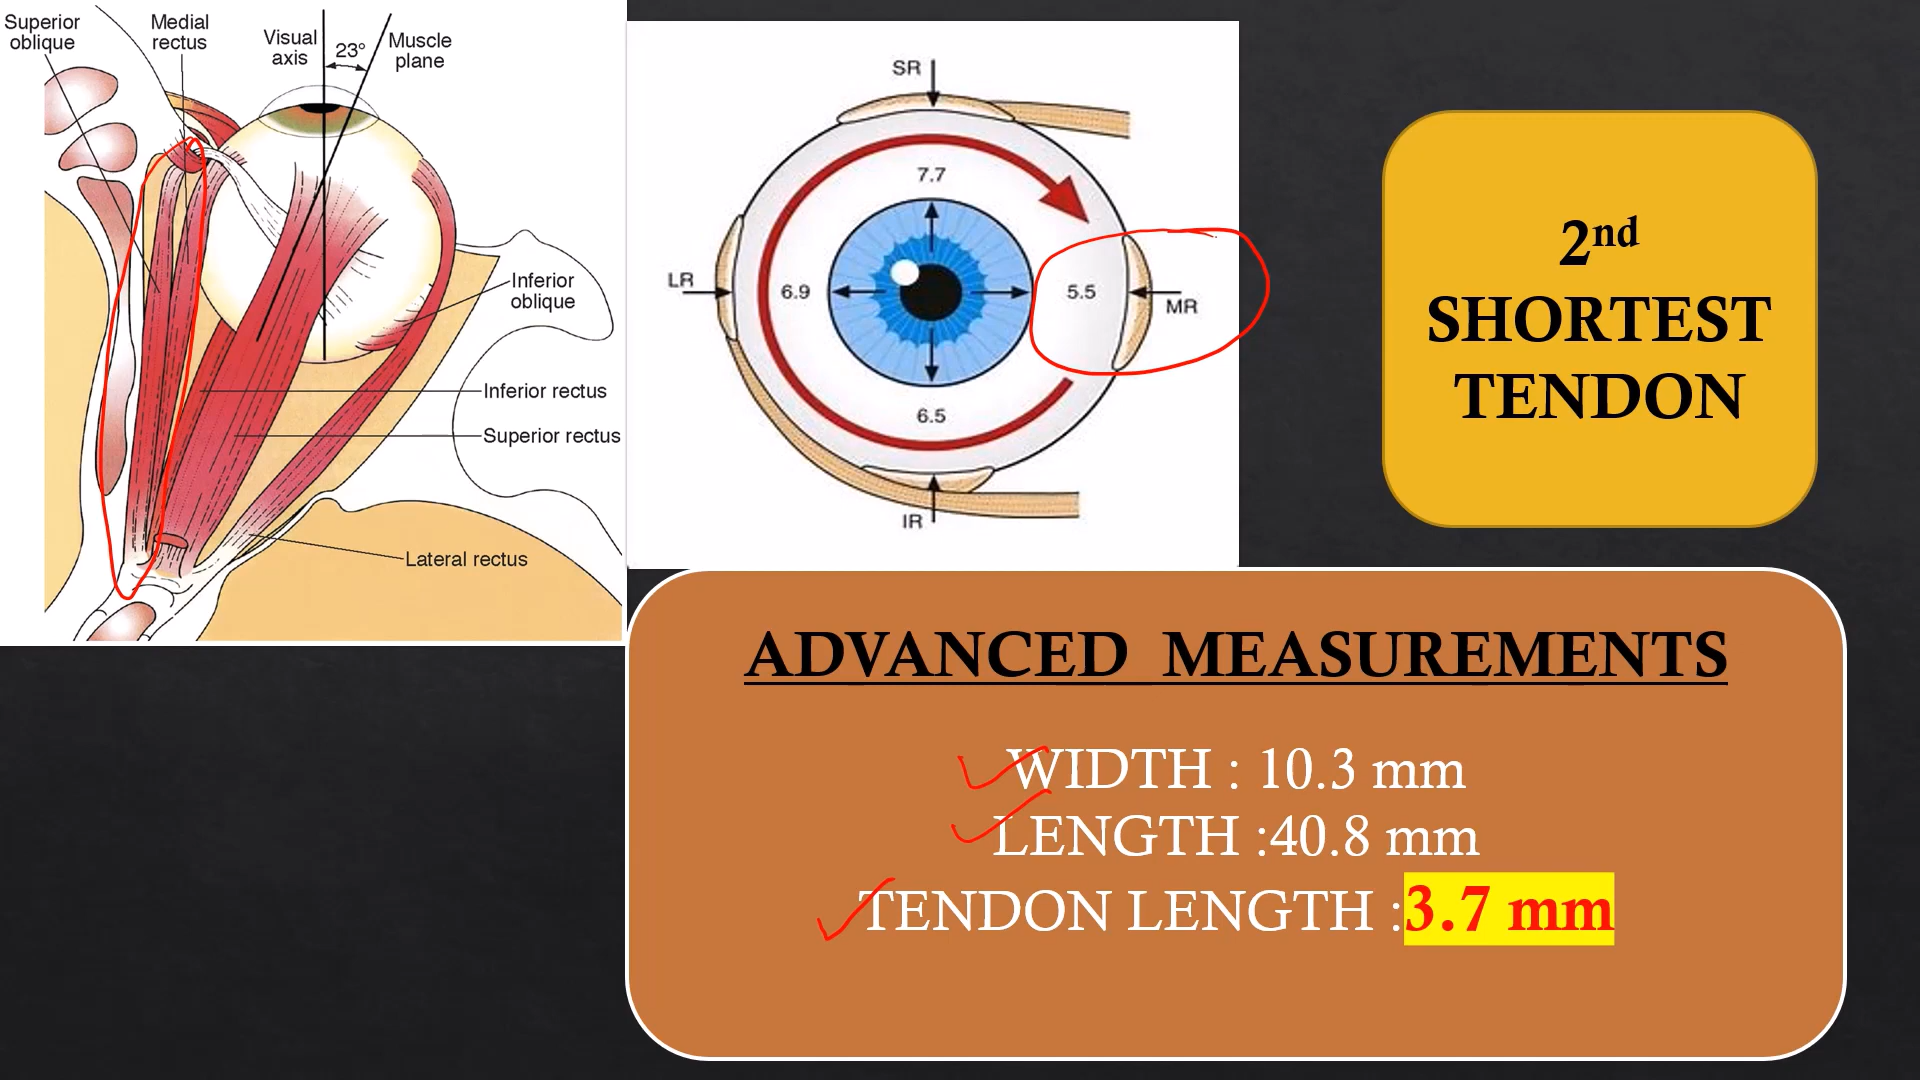 Superior
oblique
Medial
rectus
Visual
axis
23°
Muscle
plane
Inferior
oblique
Inferior rectus
Superior rectus
Lateral rectus
SR
7.7
LR
6.9
5.5
MR
6.5
IR
2nd
SHORTEST
TENDON
ADVANCED MEASUREMENTS
WIDTH : 10.3 mm
LENGTH :40.8 mm
TENDON LENGTH :3.7 mm